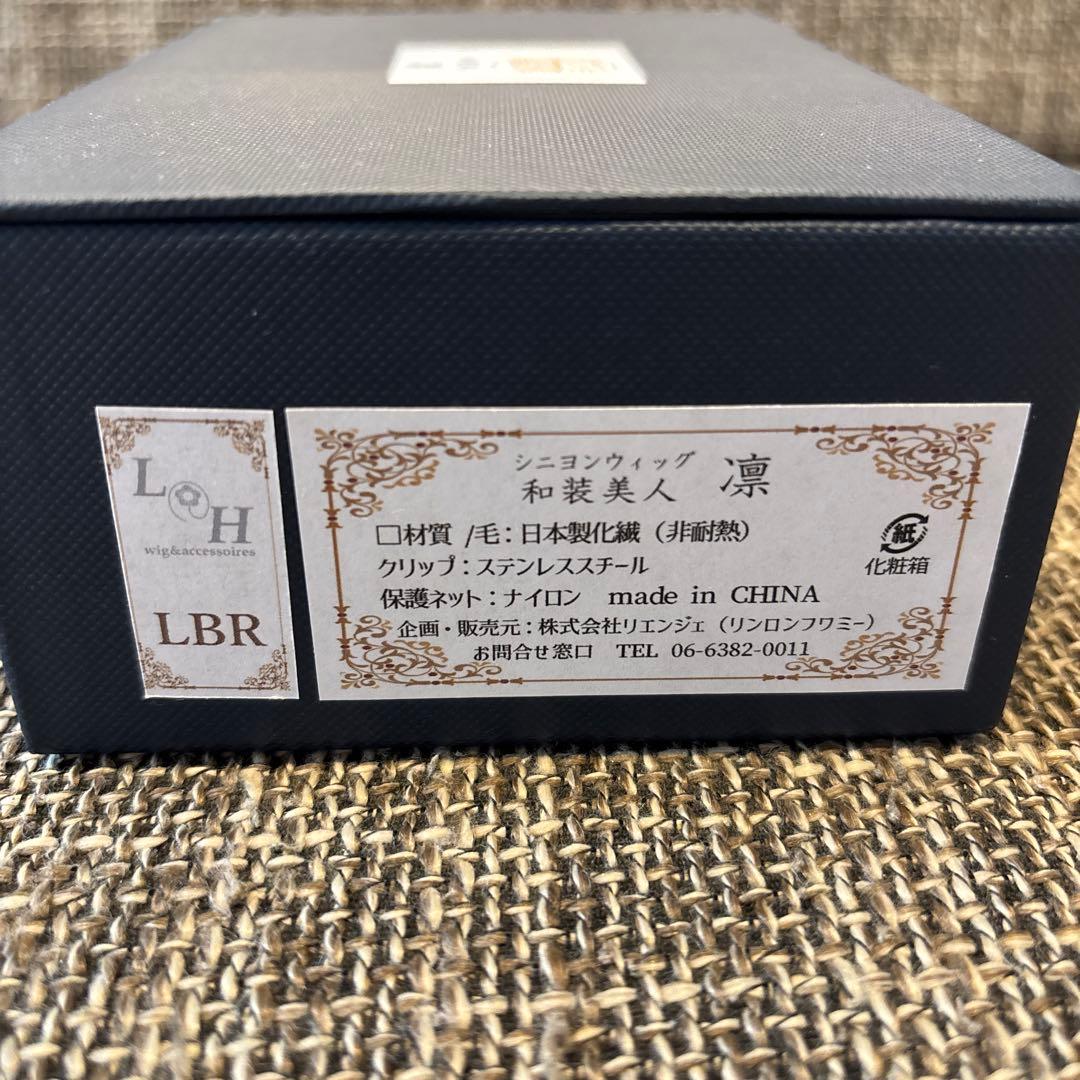 L H
wig&accessoires
LBR
シニヨンウィッグ
和装美人 凛
□材質 /毛：日本製化繊（非耐熱）
クリップ：ステンレススチール
保護ネット：ナイロン made in CHINA
企画・販売元：株式会社リエンジェ（リンロンフワミー）
お問合せ窓口 TEL 06-6382-0011
紙
化粧箱